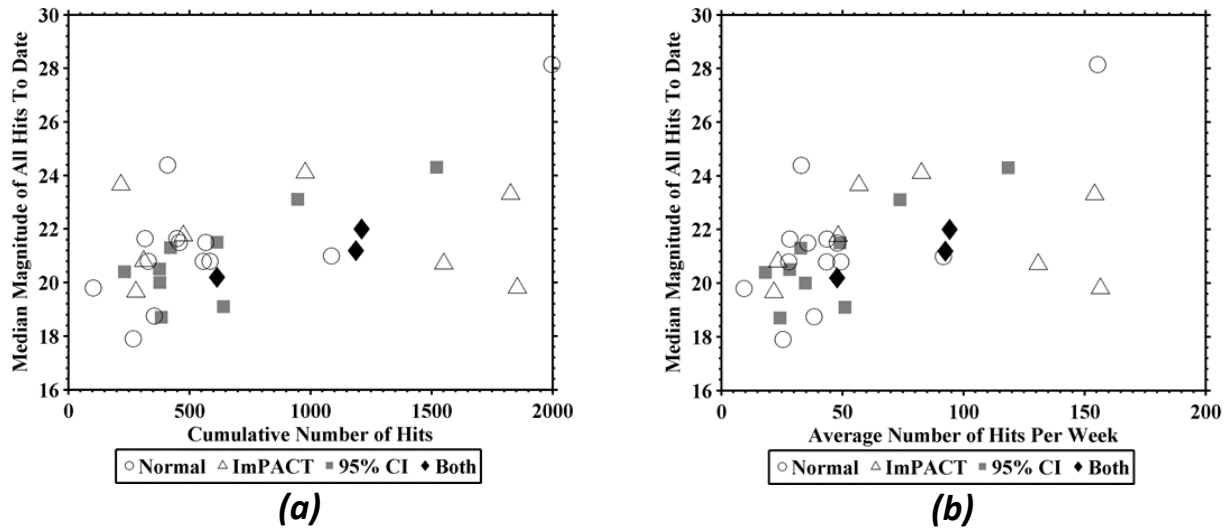 Median Magnitude of All Hits To Date
30
28
26
24
22
20
18
16
0 500 1000 1500 2000
Cumulative Number of Hits
○ Normal △ ImPACT ■ 95% CI ◆ Both
(a)
Median Magnitude of All Hits To Date
30
28
26
24
22
20
18
16
0 50 100 150 200
Average Number of Hits Per Week
○ Normal △ ImPACT ■ 95% CI ◆ Both
(b)